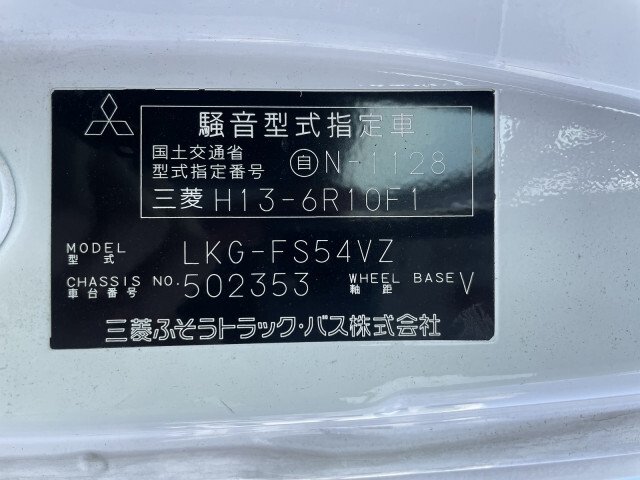 騒音型式指定車
国土交通省
型式指定番号 自N-1128
三菱 H13-6R10F1
MODEL
型式 LKG-FS54VZ
CHASSIS NO. 502353 WHEEL BASE V
車台番号 軸距
三菱ふそうトラック・バス株式会社